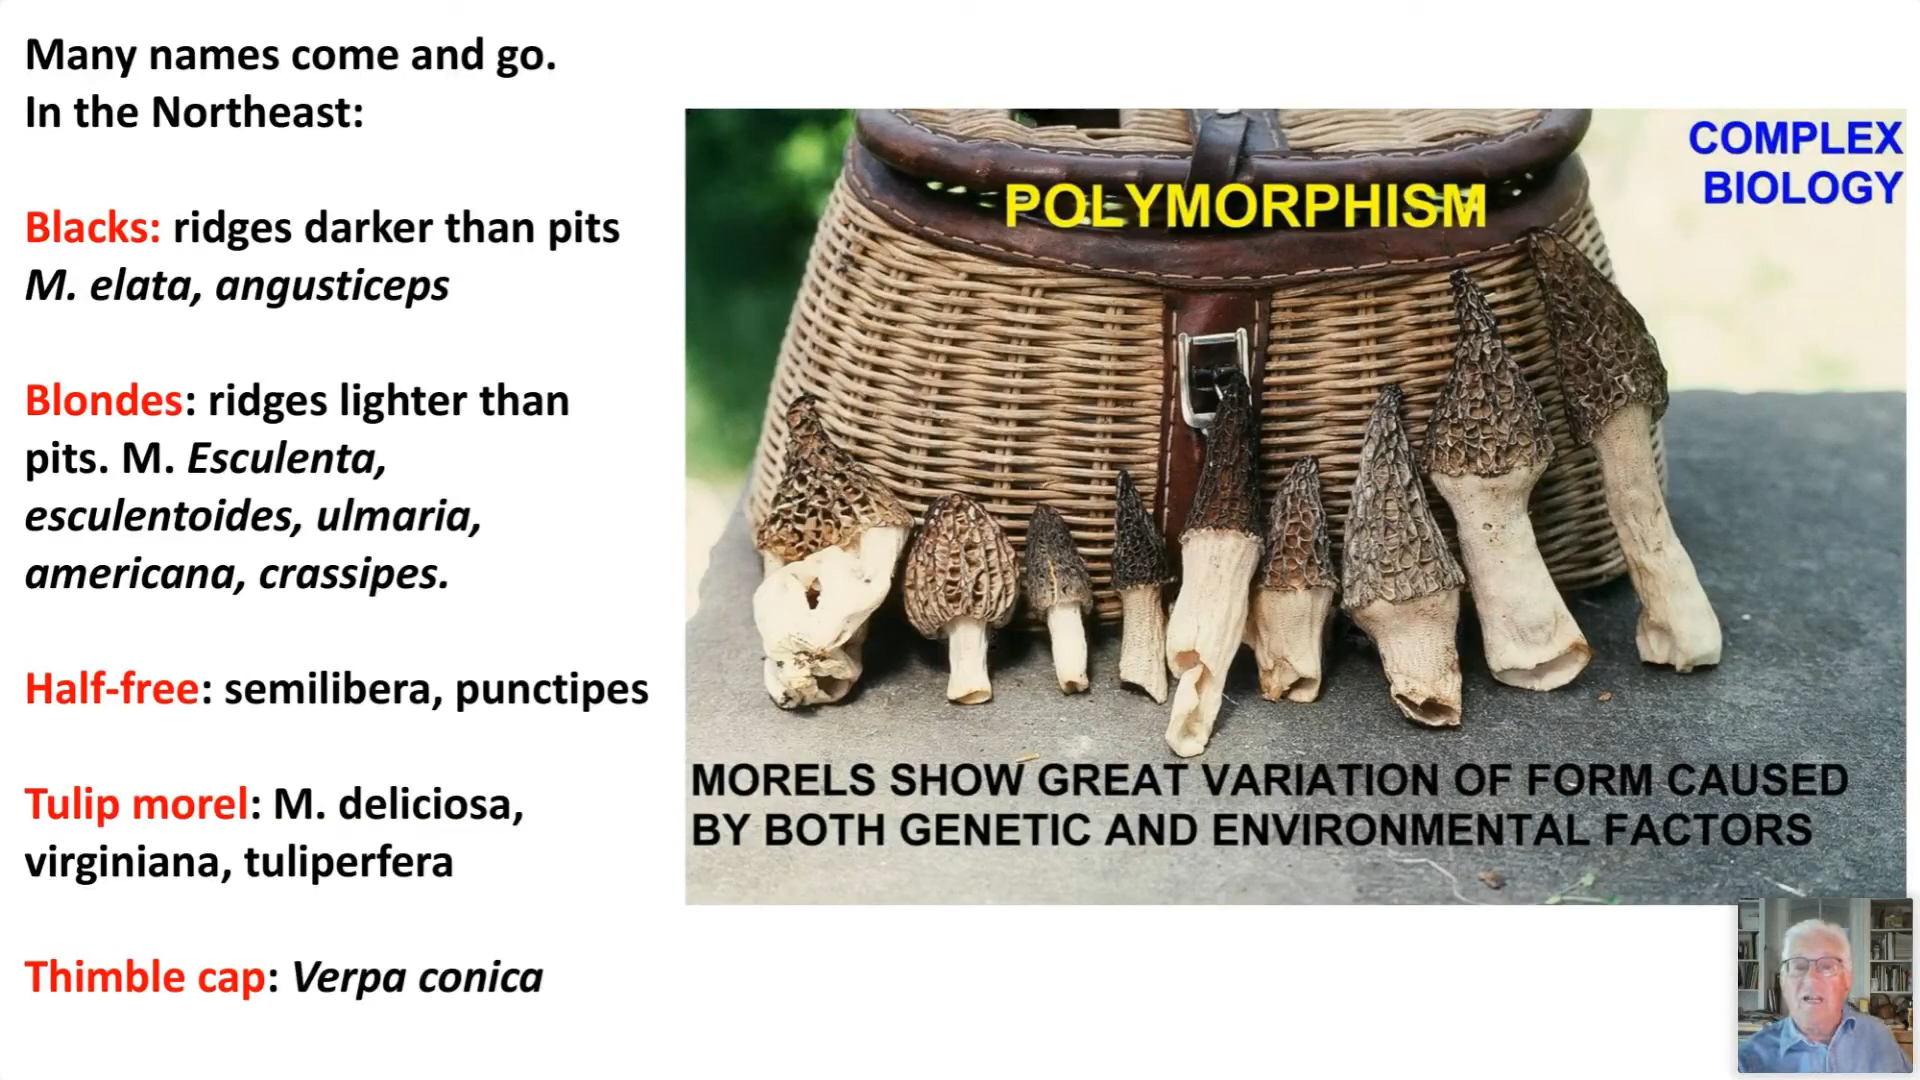 Many names come and go.
In the Northeast:
Blacks: ridges darker than pits
M. elata, angusticeps
Blondes: ridges lighter than
pits. M. Esculenta,
esculentoides, ulmaria,
americana, crassipes.
Half-free: semilibera, punctipes
Tulip morel: M. deliciosa,
virginiana, tuliperfera
Thimble cap: Verpa conica
COMPLEX
BIOLOGY
POLYMORPHISM
MORELS SHOW GREAT VARIATION OF FORM CAUSED
BY BOTH GENETIC AND ENVIRONMENTAL FACTORS